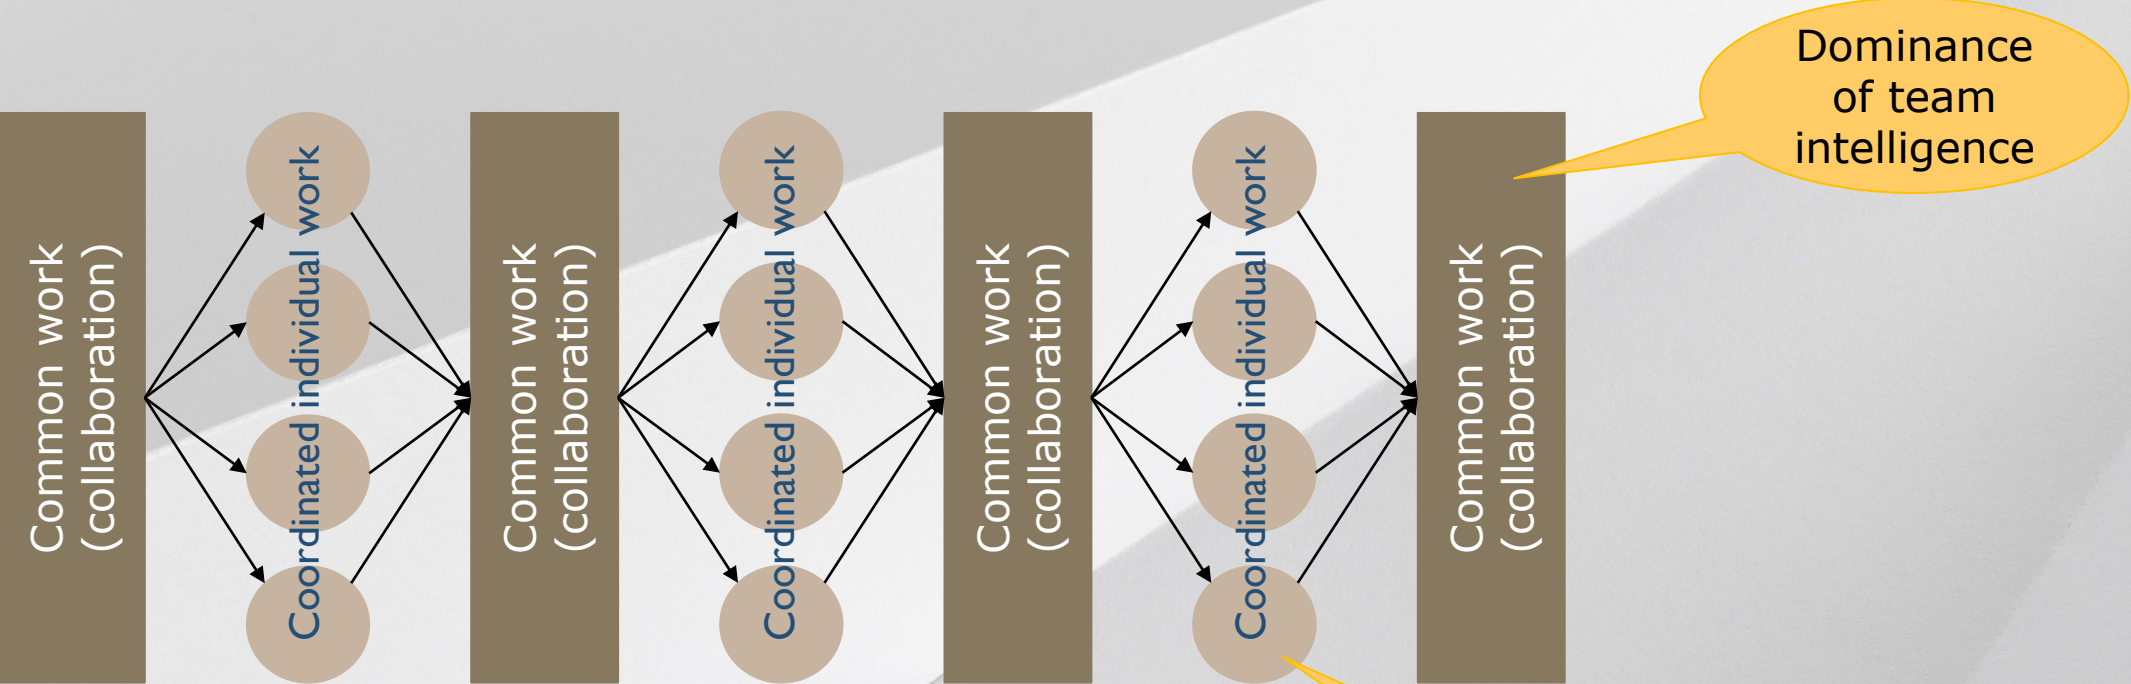 Common work
(collaboration)
Coordinated individual work
Common work
(collaboration)
Coordinated individual work
Common work
(collaboration)
Coordinated individual work
Common work
(collaboration)
Dominance
of team
intelligence